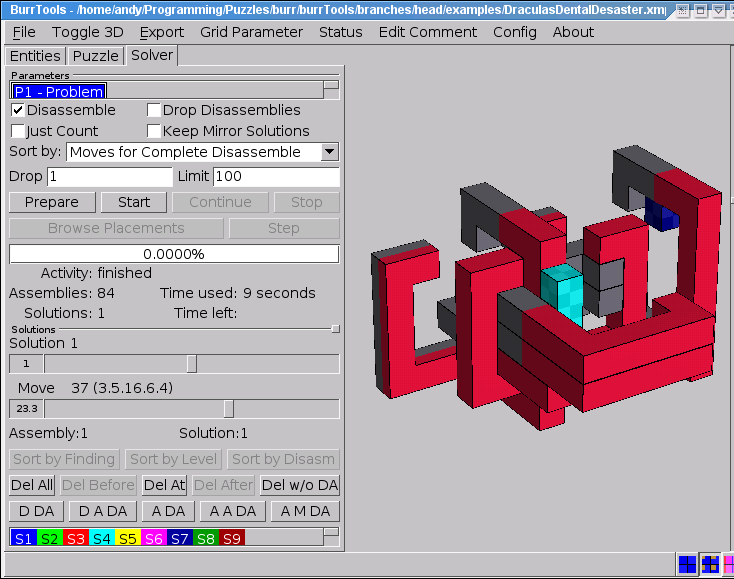 BurrTools - /home/andy/Programming/Puzzles/burr/burrTools/branches/head/examples/DraculasDentalDesaster.xmp
File Toggle 3D Export Grid Parameter Status Edit Comment Config About
Entities Puzzle Solver
Parameters
P1 - Problem
Disassemble Drop Disassemblies
Just Count Keep Mirror Solutions
Sort by: Moves for Complete Disassemble
Drop 1 Limit 100
Prepare Start Continue Stop
Browse Placements Step
0.0000%
Activity: finished
Assemblies: 84 Time used: 9 seconds
Solutions: 1 Time left:
Solutions
Solution 1
1
Move 37 (3.5.16.6.4)
23.3
Assembly:1 Solution:1
Sort by Finding Sort by Level Sort by Disasm
Del All Del Before Del At Del After Del w/o DA
D DA D A DA A DA A A DA A M DA
S1 S2 S3 S4 S5 S6 S7 S8 S9